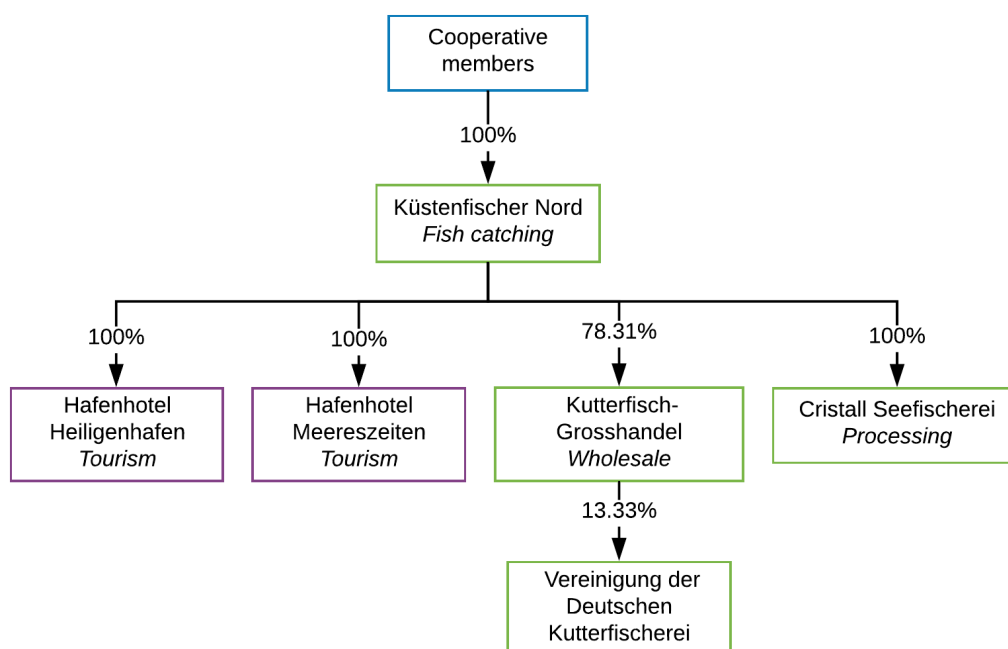 Cooperative
members
100%
Küstenfischer Nord
Fish catching
100%
100%
78.31%
100%
Hafenhotel
Heiligenhafen
Tourism
Hafenhotel
Meereszeiten
Tourism
Kutterfisch-
Grosshandel
Wholesale
Cristall Seefischerei
Processing
13.33%
Vereinigung der
Deutschen
Kutterfischerei